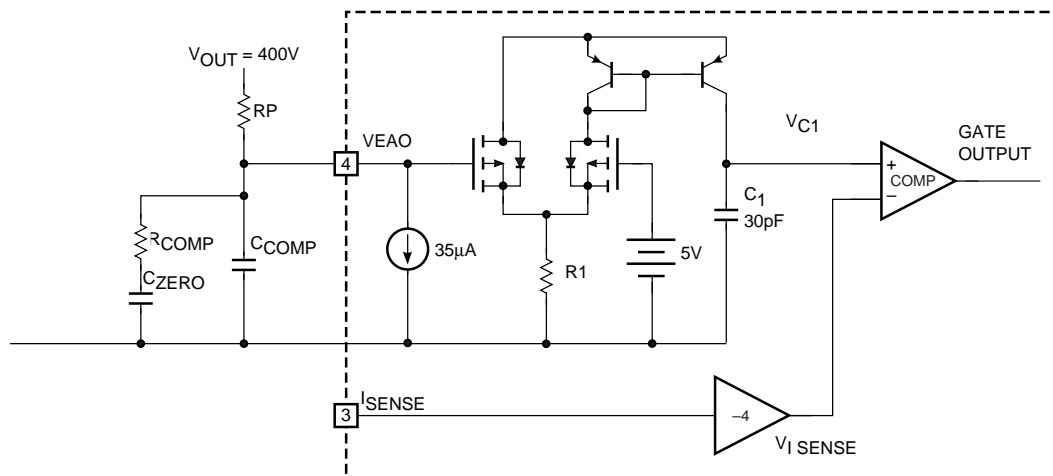 VOUT = 400V
RP
VEAO
4
VC1
GATE
OUTPUT
+
COMP
–
C1
30pF
RCOMP
CCOMP
CZERO
35µA
R1
5V
3
ISENSE
–4
VI SENSE